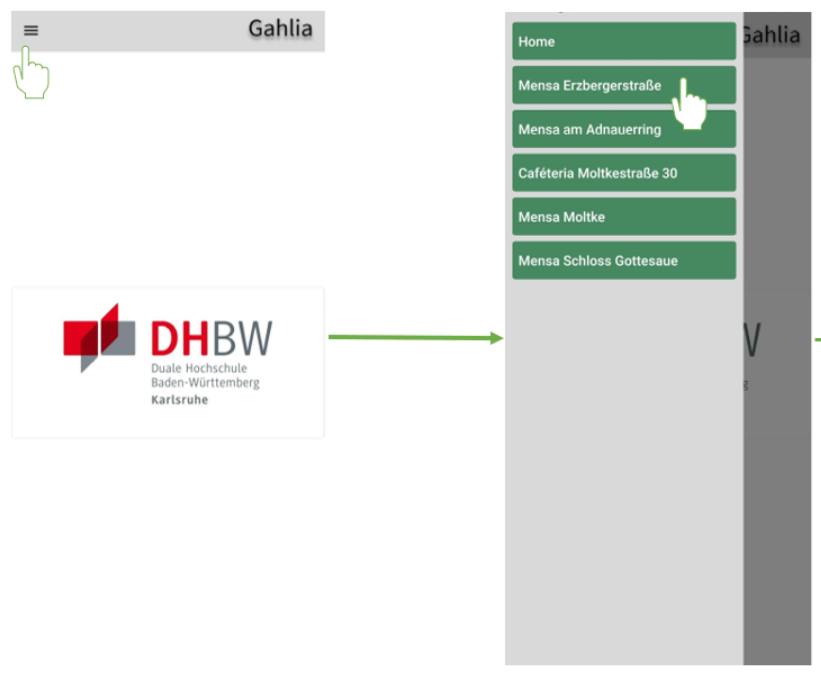 Gahlia
DHBW
Duale Hochschule
Baden-Württemberg
Karlsruhe
Home
Mensa Erzbergerstraße
Mensa am Adnauerring
Caféteria Moltkestraße 30
Mensa Moltke
Mensa Schloss Gottesaue
Gahlia
W
g